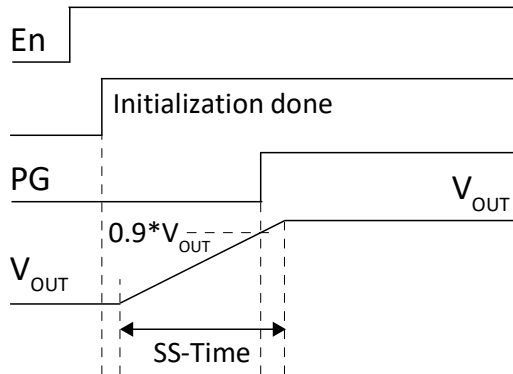 En
Initialization done
PG
V_OUT
0.9*V_OUT
V_OUT
SS-Time